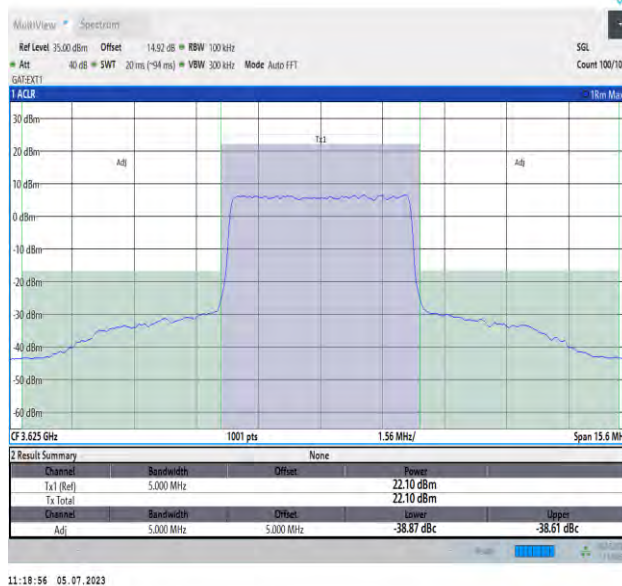 MultiView Spectrum
Ref Level 35.00 dBm Offset 14.92 dB RBW 100 kHz SGL
Att 40 dB SWT 20 ms (~94 ms) VBW 300 kHz Mode Auto FFT Count 100/10
GAT:EXT1
1 ACLR 1Rm Max
30 dBm
Tx1
20 dBm
Adj Adj
10 dBm
0 dBm
-10 dBm
-20 dBm
-30 dBm
-40 dBm
-50 dBm
-60 dBm
CF 3.625 GHz 1001 pts 1.56 MHz/ Span 15.6 MH
2 Result Summary None
Channel Bandwidth Offset Power
Tx1 (Ref) 5.000 MHz 22.10 dBm
Tx Total 22.10 dBm
Channel Bandwidth Offset Lower Upper
Adj 5.000 MHz 5.000 MHz -38.87 dBc -38.61 dBc
11:18:56 05.07.2023